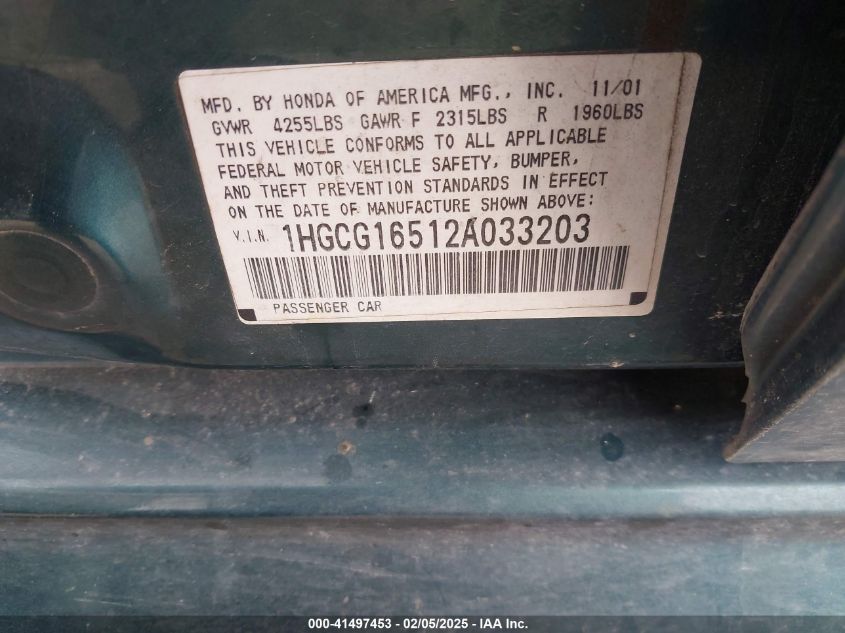 MFD. BY HONDA OF AMERICA MFG., INC. 11/01
GVWR 4255LBS GAWR F 2315LBS R 1960LBS
THIS VEHICLE CONFORMS TO ALL APPLICABLE
FEDERAL MOTOR VEHICLE SAFETY, BUMPER,
AND THEFT PREVENTION STANDARDS IN EFFECT
ON THE DATE OF MANUFACTURE SHOWN ABOVE:
V.I.N. 1HGCG16512A033203
PASSENGER CAR
000-41497453 - 02/05/2025 - IAA Inc.